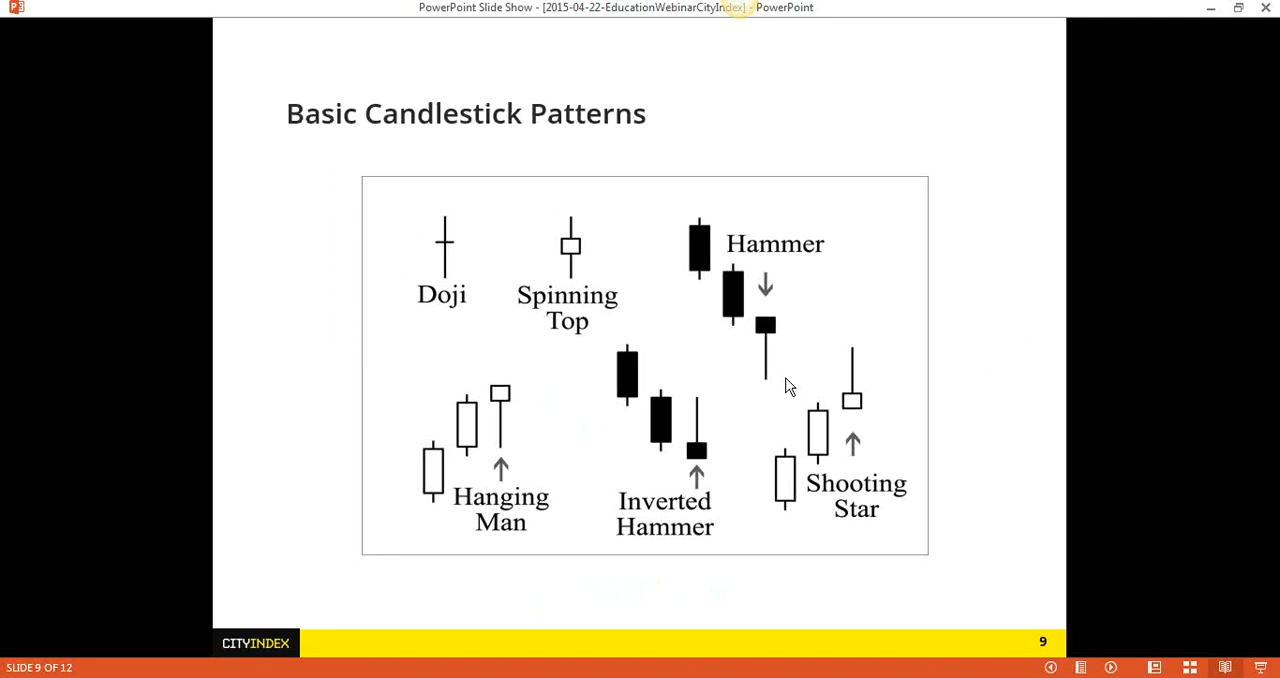 PowerPoint Slide Show - [2015-04-22-EducationWebinarCityIndex] - PowerPoint
Basic Candlestick Patterns
Doji
Spinning
Top
Hammer
Hanging
Man
Inverted
Hammer
Shooting
Star
CITYINDEX
9
SLIDE 9 OF 12